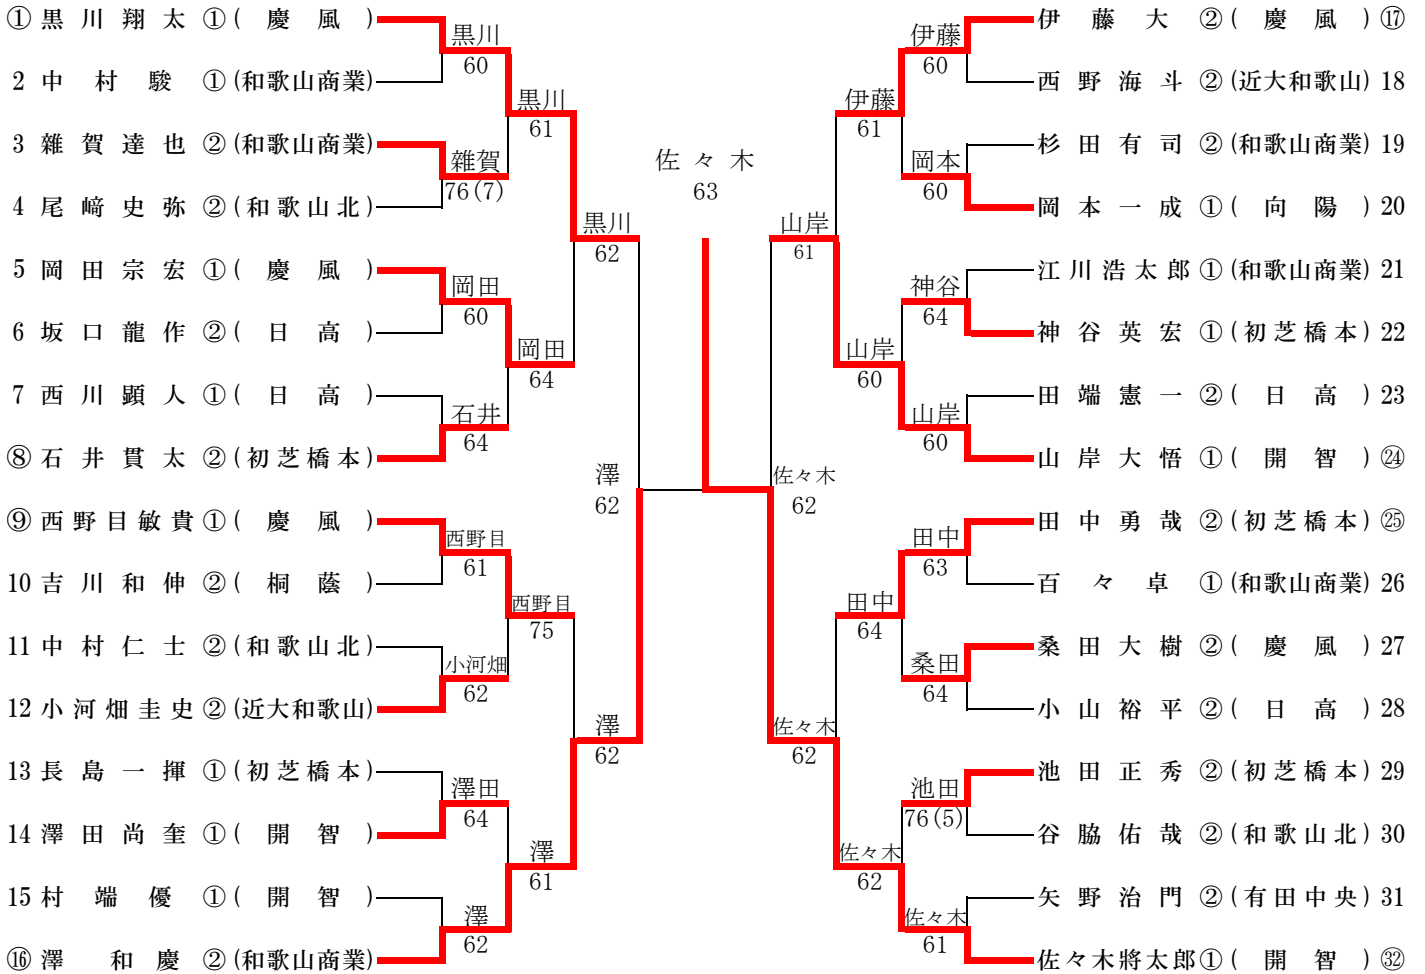 ① 黒川翔太 ① (慶風)
2 中村駿 ① (和歌山商業)
3 雑賀達也 ② (和歌山商業)
4 尾﨑史弥 ② (和歌山北)
5 岡田宗宏 ① (慶風)
6 坂口龍作 ② (日高)
7 西川顕人 ① (日高)
⑧ 石井貫太 ② (初芝橋本)
⑨ 西野目敏貴 ① (慶風)
10 吉川和伸 ② (桐蔭)
11 中村仁士 ② (和歌山北)
12 小河畑圭史 ② (近大和歌山)
13 長島一揮 ① (初芝橋本)
14 澤田尚奎 ① (開智)
15 村端優 ① (開智)
⑯ 澤和慶 ② (和歌山商業)
黒川
60
雑賀
76(7)
岡田
60
石井
64
西野目
61
小河畑
62
澤田
64
澤
62
黒川
61
岡田
64
西野目
75
澤
61
黒川
62
澤
62
澤
62
佐々木
63
佐々木
62
山岸
61
佐々木
62
伊藤
61
山岸
60
田中
64
佐々木
62
伊藤
60
岡本
60
神谷
64
山岸
60
田中
63
桑田
64
池田
76(5)
佐々木
61
伊藤大 ② (慶風) ⑰
西野海斗 ② (近大和歌山) 18
杉田有司 ② (和歌山商業) 19
岡本一成 ① (向陽) 20
江川浩太郎 ① (和歌山商業) 21
神谷英宏 ① (初芝橋本) 22
田端憲一 ② (日高) 23
山岸大悟 ① (開智) ㉔
田中勇哉 ② (初芝橋本) ㉕
百々卓 ① (和歌山商業) 26
桑田大樹 ② (慶風) 27
小山裕平 ② (日高) 28
池田正秀 ② (初芝橋本) 29
谷脇佑哉 ② (和歌山北) 30
矢野治門 ② (有田中央) 31
佐々木將太郎 ① (開智) ㉜